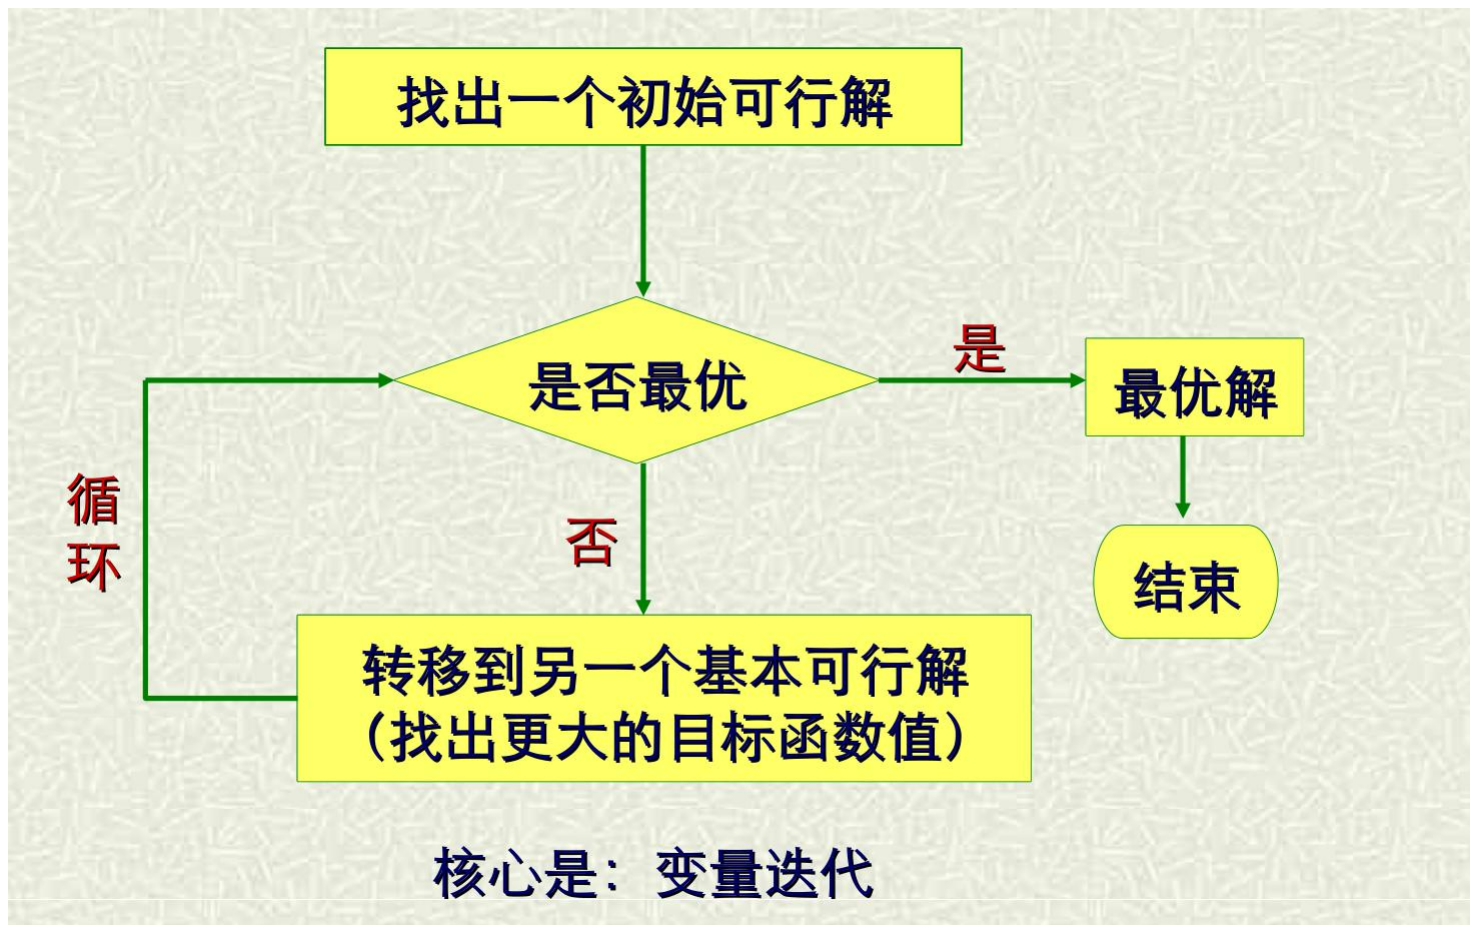 找出一个初始可行解
是否最优
是
最优解
循
环
否
结束
转移到另一个基本可行解
（找出更大的目标函数值）
核心是：变量迭代